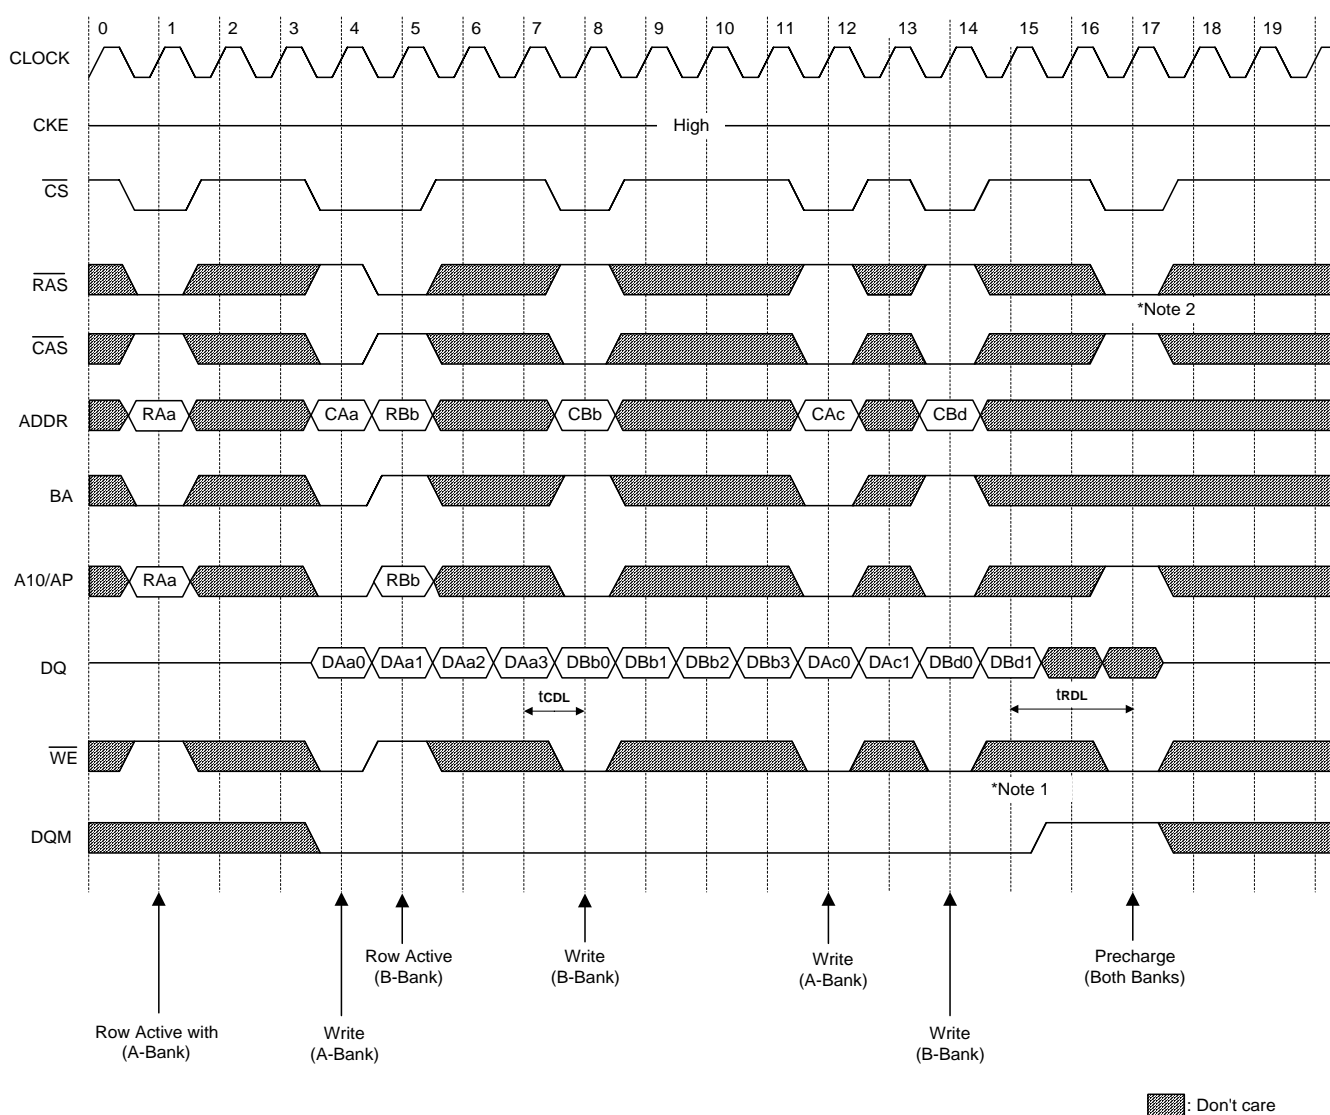 0 1 2 3 4 5 6 7 8 9 10 11 12 13 14 15 16 17 18 19
CLOCK
CKE High
CS
RAS
*Note 2
CAS
ADDR RAa CAa RBb CBb CAc CBd
BA
A10/AP RAa RBb
DQ DAa0 DAa1 DAa2 DAa3 DBb0 DBb1 DBb2 DBb3 DAc0 DAc1 DBd0 DBd1
tCDL tRDL
WE
*Note 1
DQM
Row Active
(B-Bank)
Write
(B-Bank)
Write
(A-Bank)
Precharge
(Both Banks)
Row Active with
(A-Bank)
Write
(A-Bank)
Write
(B-Bank)
: Don't care